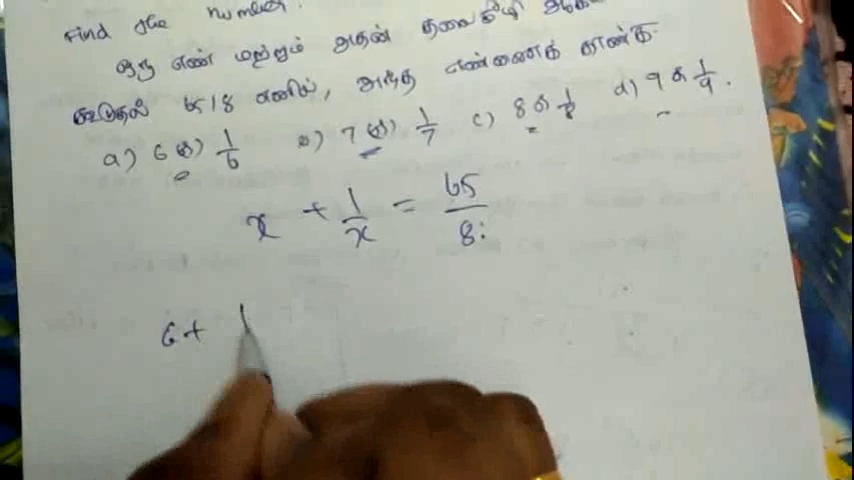 Find the number.
ஒரு எண் மற்றும் அதன் தலைகீழி
கூடுதல் 65/8 எனில், அந்த எண்ணைக் காண்க.
a) 6 (அ) 1/6 b) 7 (அ) 1/7 c) 8 அ 1/8 d) 9 அ 1/9.
x + 1/x = 65/8
6+ 1